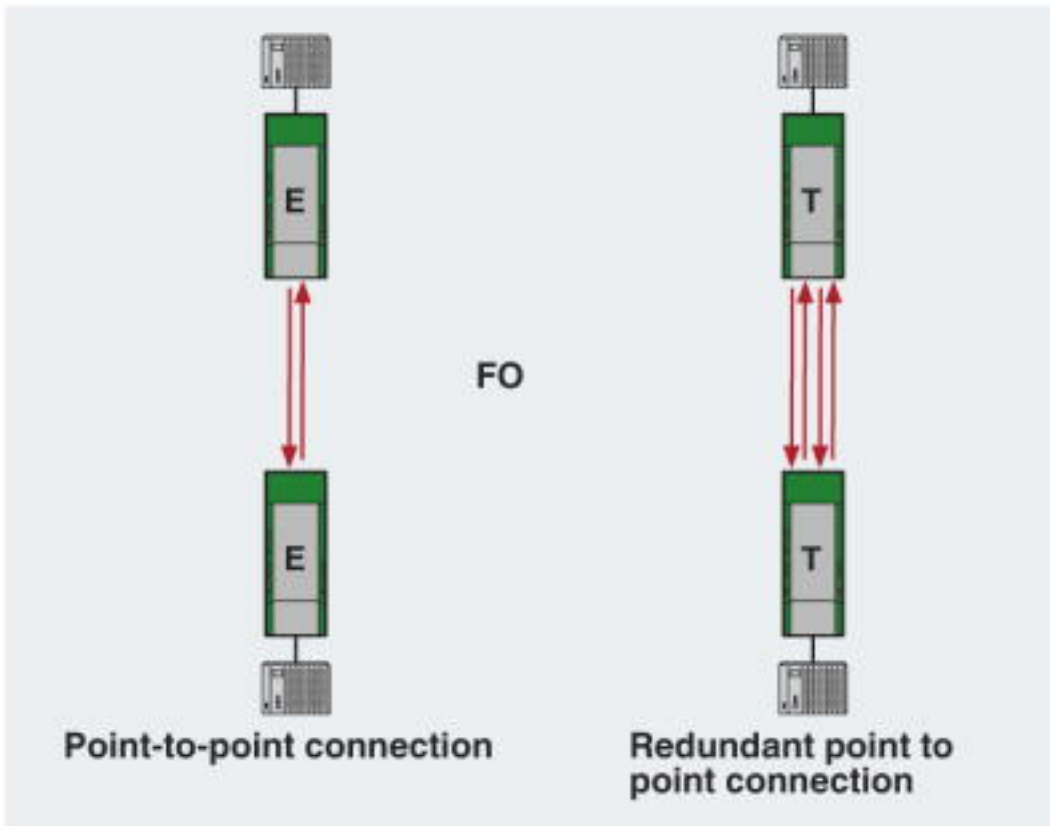 E
T
FO
E
T
Point-to-point connection
Redundant point to
point connection